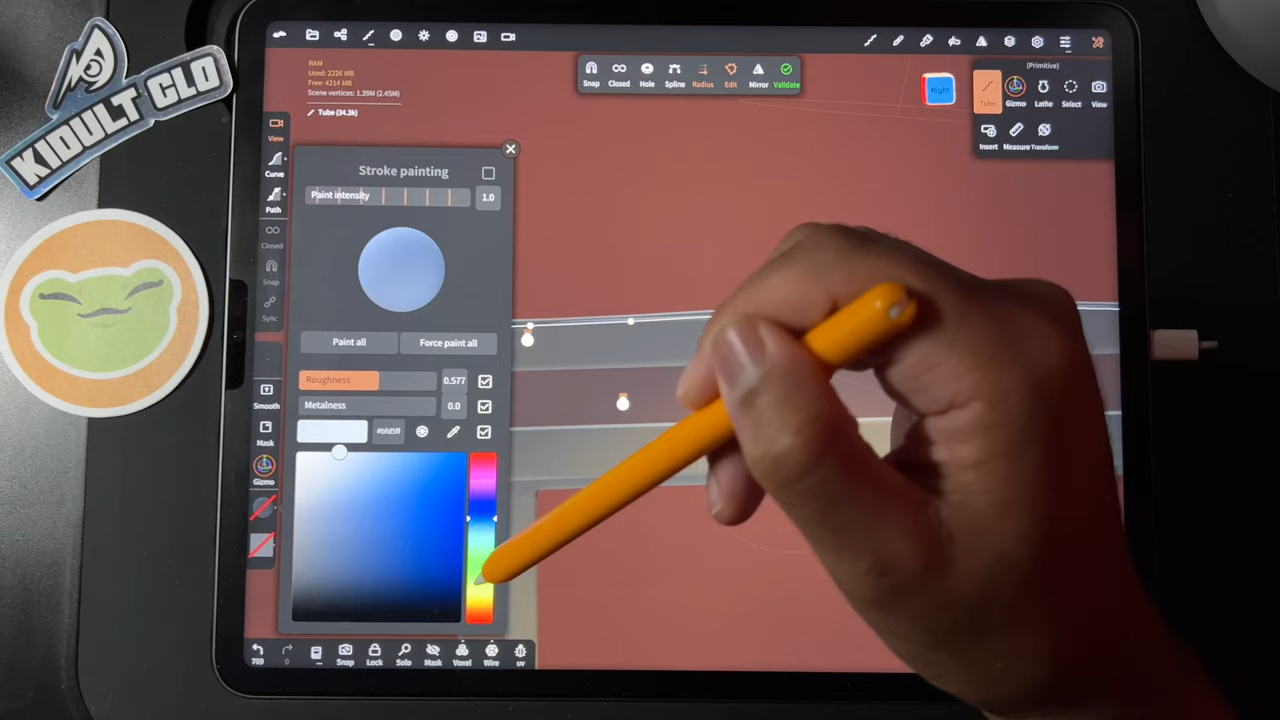 KIDULT CLO
RAM
Used: 2226 MB
Free: 4214 MB
Scene vertices: 1.39M (2.45M)
Tube (34.3k)
Snap Closed Hole Spline Radius Edit Mirror Validate
Right
(Primitive)
Tube Gizmo Lathe Select View
Insert Measure Transform
View
Curve
Path
Closed
Snap
Sync
Smooth
Mask
Gizmo
Stroke painting
Paint intensity 1.0
Paint all Force paint all
Roughness 0.577
Metalness 0.0
#bfd5ff
769 0 ... Snap Lock Solo Mask Voxel Wire uv